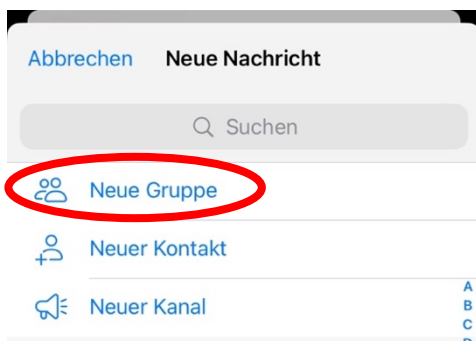 Abbrechen Neue Nachricht
Suchen
Neue Gruppe
Neuer Kontakt
Neuer Kanal
A
B
C